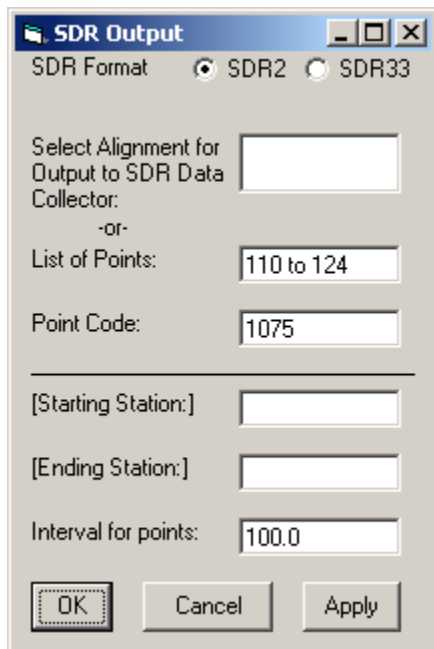 SDR Output
SDR Format SDR2 SDR33
Select Alignment for
Output to SDR Data
Collector:
-or-
List of Points: 110 to 124
Point Code: 1075
[Starting Station:]
[Ending Station:]
Interval for points: 100.0
OK Cancel Apply